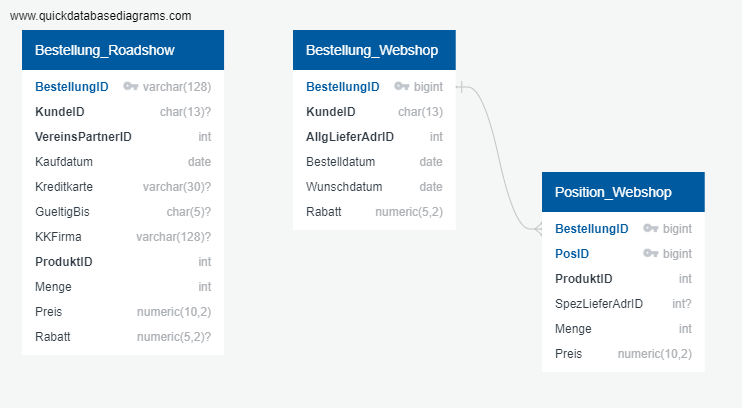 www.quickdatabasediagrams.com
Bestellung_Roadshow
BestellungID varchar(128)
KundeID char(13)?
VereinsPartnerID int
Kaufdatum date
Kreditkarte varchar(30)?
GueltigBis char(5)?
KKFirma varchar(128)?
ProduktID int
Menge int
Preis numeric(10,2)
Rabatt numeric(5,2)?
Bestellung_Webshop
BestellungID bigint
KundeID char(13)
AllgLieferAdrID int
Bestelldatum date
Wunschdatum date
Rabatt numeric(5,2)
Position_Webshop
BestellungID bigint
PosID bigint
ProduktID int
SpezLieferAdrID int?
Menge int
Preis numeric(10,2)